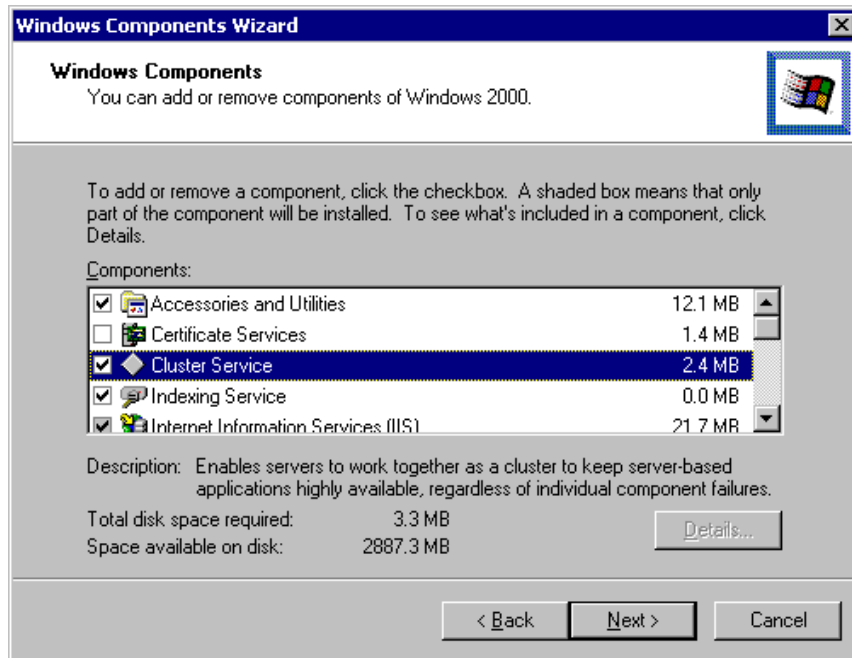 Windows Components Wizard
Windows Components
You can add or remove components of Windows 2000.
To add or remove a component, click the checkbox. A shaded box means that only
part of the component will be installed. To see what's included in a component, click
Details.
Components:
Accessories and Utilities 12.1 MB
Certificate Services 1.4 MB
Cluster Service 2.4 MB
Indexing Service 0.0 MB
Internet Information Services (IIS) 21.7 MB
Description: Enables servers to work together as a cluster to keep server-based
applications highly available, regardless of individual component failures.
Total disk space required: 3.3 MB
Space available on disk: 2887.3 MB
Details...
< Back Next > Cancel